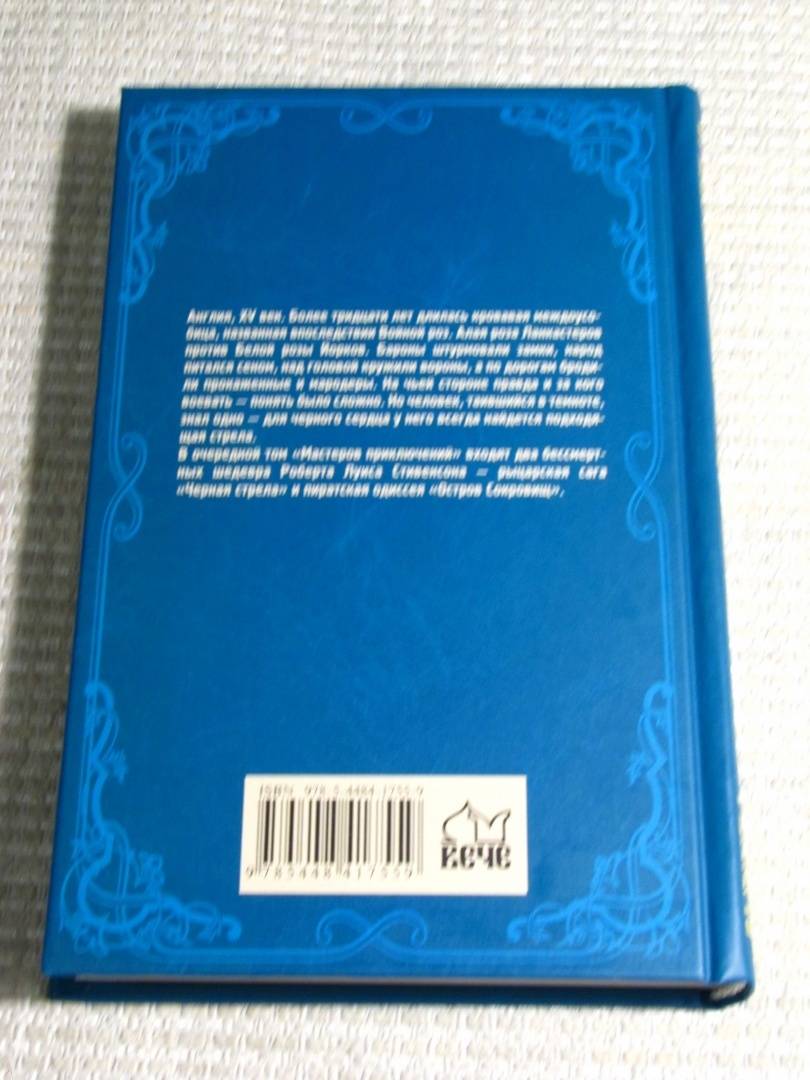 Англия, XV век. Более тридцати лет длилась кровавая междоусо-
бица, названная впоследствии Войной роз. Алая роза Ланкастеров
против Белой розы Йорков. Бароны штурмовали замки, народ
питался сеном, над головой кружили вороны, а по дорогам броди-
ли прокаженные и мародеры. На чьей стороне правда и за кого
воевать — понять было сложно. Но человек, таившийся в темноте,
знал одно — для черного сердца у него всегда найдется подходя-
щая стрела.
В очередной том «Мастеров приключений» входят два бессмерт-
ных шедевра Роберта Луиса Стивенсона — рыцарская сага
«Черная стрела» и пиратская одиссея «Остров Сокровищ».
ISBN 978-5-4484-1755-9
9 785448 417559
вече